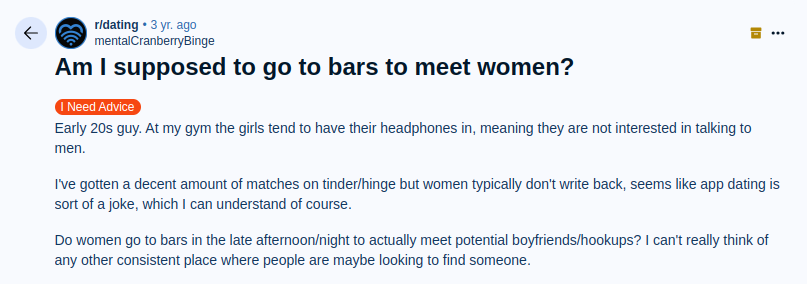 r/dating • 3 yr. ago
mentalCranberryBinge
Am I supposed to go to bars to meet women?
I Need Advice
Early 20s guy. At my gym the girls tend to have their headphones in, meaning they are not interested in talking to
men.
I've gotten a decent amount of matches on tinder/hinge but women typically don't write back, seems like app dating is
sort of a joke, which I can understand of course.
Do women go to bars in the late afternoon/night to actually meet potential boyfriends/hookups? I can't really think of
any other consistent place where people are maybe looking to find someone.